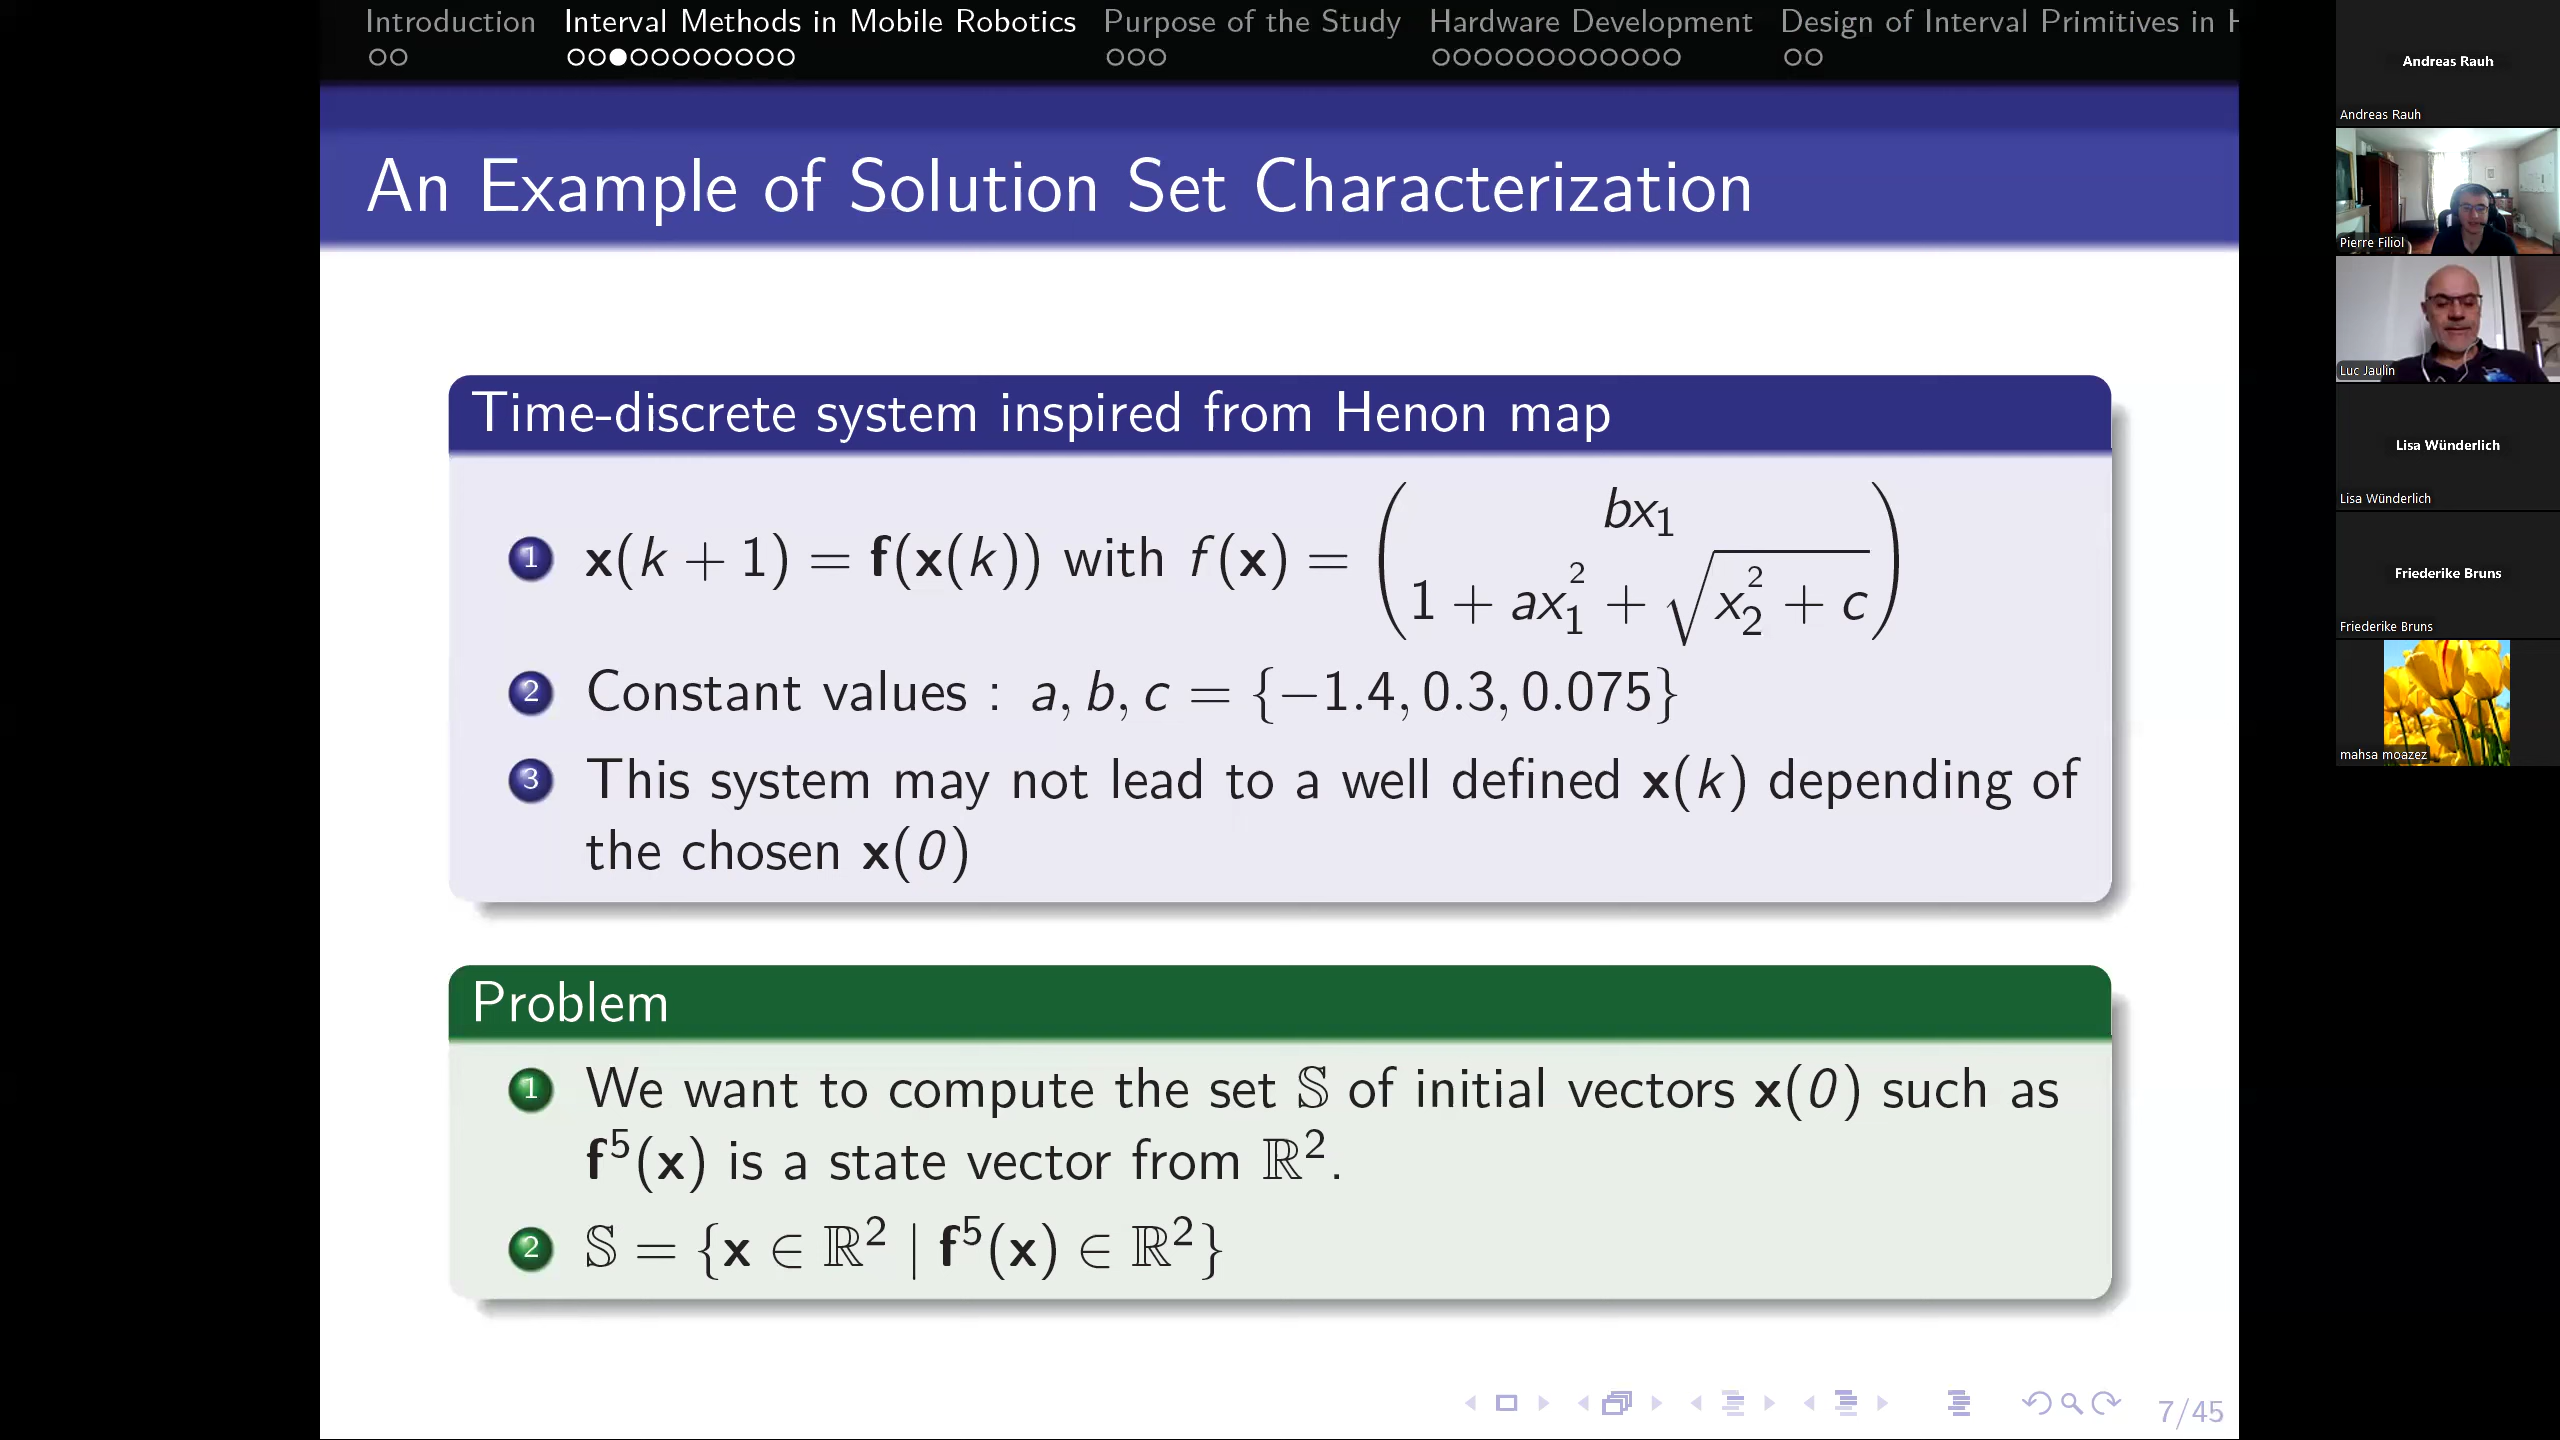 Introduction
Interval Methods in Mobile Robotics
Purpose of the Study
Hardware Development
Design of Interval Primitives in H
An Example of Solution Set Characterization
Time-discrete system inspired from Henon map
1 x(k + 1) = f(x(k)) with f(x) = ( bx₁
1 + ax₁² + √(x₂² + c) )
2 Constant values : a, b, c = {−1.4, 0.3, 0.075}
3 This system may not lead to a well defined x(k) depending of
the chosen x(0)
Problem
1 We want to compute the set 𝕊 of initial vectors x(0) such as
f⁵(x) is a state vector from ℝ².
2 𝕊 = {x ∈ ℝ² | f⁵(x) ∈ ℝ²}
7/45
Andreas Rauh
Andreas Rauh
Pierre Filiol
Luc Jaulin
Lisa Wünderlich
Lisa Wünderlich
Friederike Bruns
Friederike Bruns
mahsa moazez